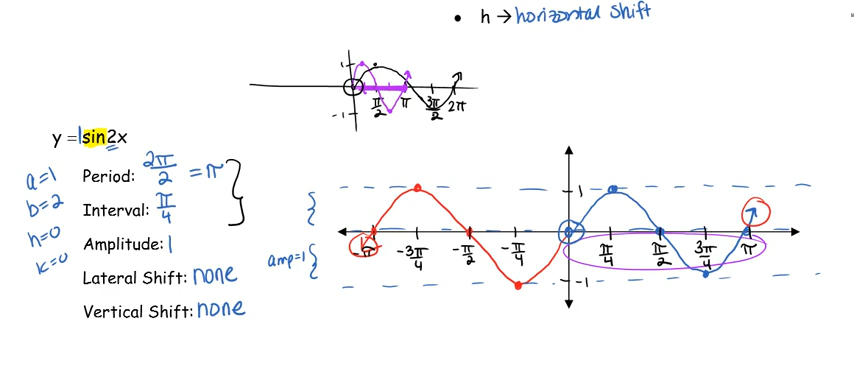 • h → horizontal shift
1
-1
π/2 π 3π/2 2π
y = 1sin2x
a=1
b=2
h=0
k=0
Period: 2π/2 = π
Interval: π/4
Amplitude: 1
Lateral Shift: none
Vertical Shift: none
amp=1
1
-π -3π/4 -π/2 -π/4 π/4 π/2 3π/4 π
-1